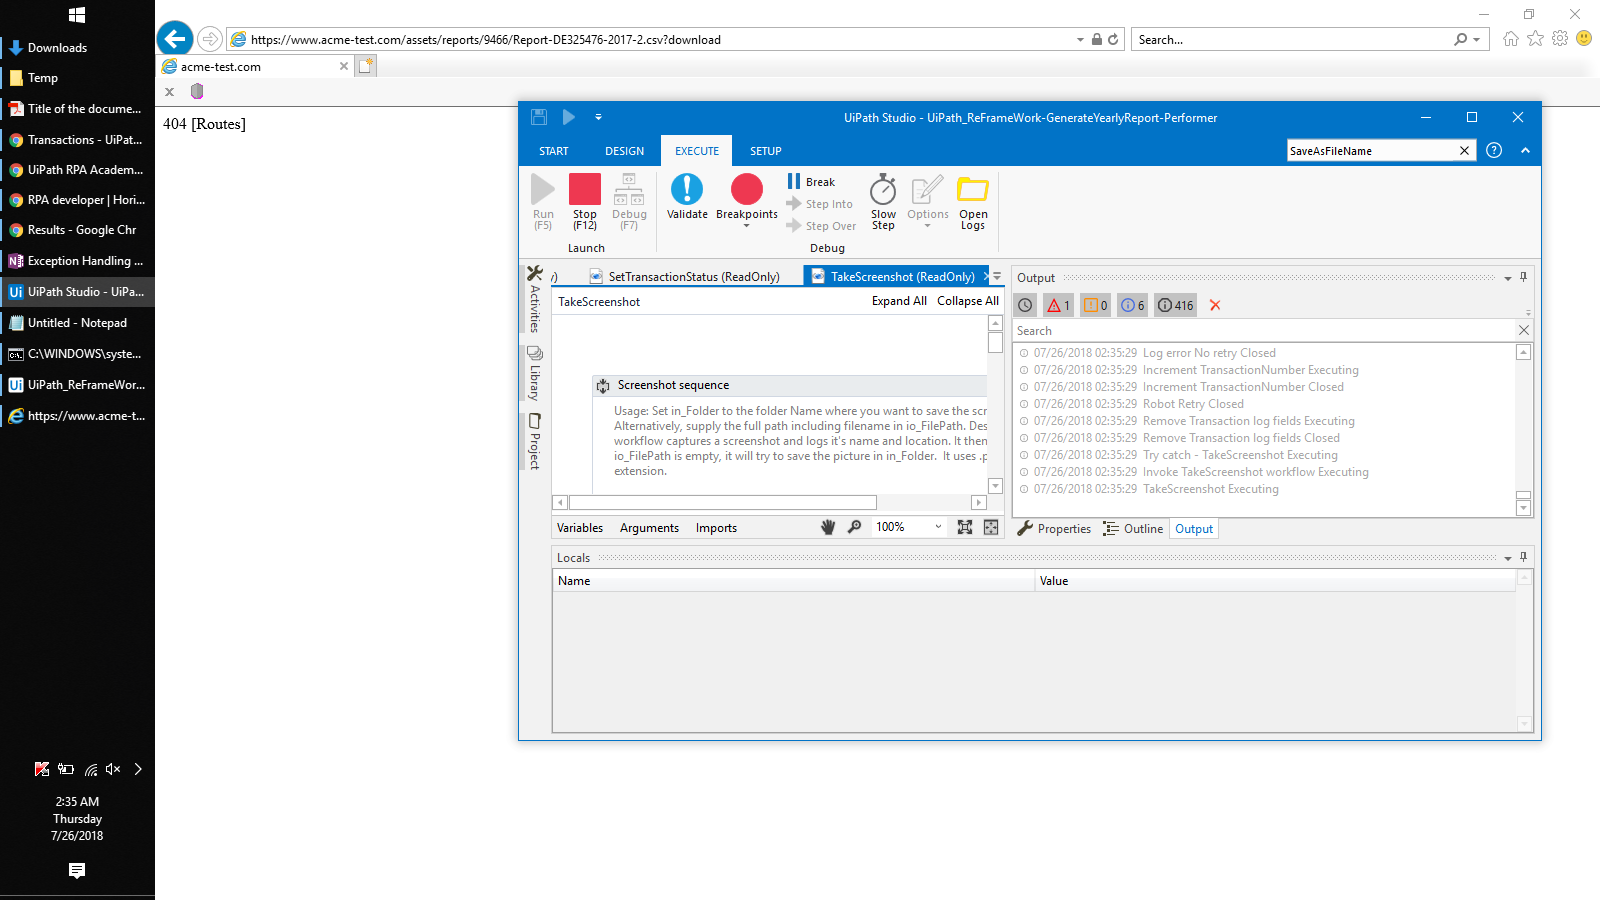 Downloads
Temp
Title of the docume...
Transactions - UiPat...
UiPath RPA Academ...
RPA developer | Hori...
Results - Google Chr
Exception Handling ...
UiPath Studio - UiPa...
Untitled - Notepad
C:\WINDOWS\syste...
UiPath_ReFrameWor...
https://www.acme-t...
2:35 AM
Thursday
7/26/2018
https://www.acme-test.com/assets/reports/9466/Report-DE325476-2017-2.csv?download
Search...
acme-test.com
404 [Routes]
UiPath Studio - UiPath_ReFrameWork-GenerateYearlyReport-Performer
START DESIGN EXECUTE SETUP
SaveAsFileName
Run (F5)
Stop (F12)
Debug (F7)
Launch
Validate
Breakpoints
Break
Step Into
Step Over
Slow Step
Options
Open Logs
Debug
Activities
Library
Project
) SetTransactionStatus (ReadOnly) TakeScreenshot (ReadOnly)
TakeScreenshot Expand All Collapse All
Screenshot sequence
Usage: Set in_Folder to the folder Name where you want to save the scr
Alternatively, supply the full path including filename in io_FilePath. Des
workflow captures a screenshot and logs it's name and location. It then
io_FilePath is empty, it will try to save the picture in in_Folder. It uses .p
extension.
Variables Arguments Imports 100%
Output
1 0 6 416
Search
07/26/2018 02:35:29 Log error No retry Closed
07/26/2018 02:35:29 Increment TransactionNumber Executing
07/26/2018 02:35:29 Increment TransactionNumber Closed
07/26/2018 02:35:29 Robot Retry Closed
07/26/2018 02:35:29 Remove Transaction log fields Executing
07/26/2018 02:35:29 Remove Transaction log fields Closed
07/26/2018 02:35:29 Try catch - TakeScreenshot Executing
07/26/2018 02:35:29 Invoke TakeScreenshot workflow Executing
07/26/2018 02:35:29 TakeScreenshot Executing
Properties Outline Output
Locals
Name Value